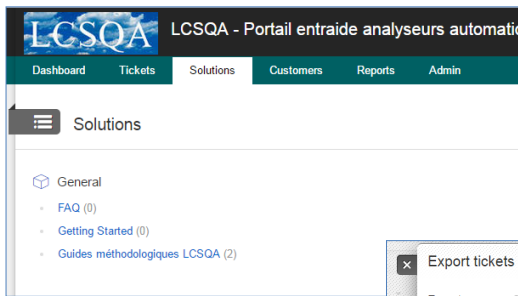 LCSQA
LCSQA - Portail entraide analyseurs
Dashboard Tickets Solutions Customers Reports Admin
Solutions
General
FAQ (0)
Getting Started (0)
Guides méthodologiques LCSQA (2)
Export tickets